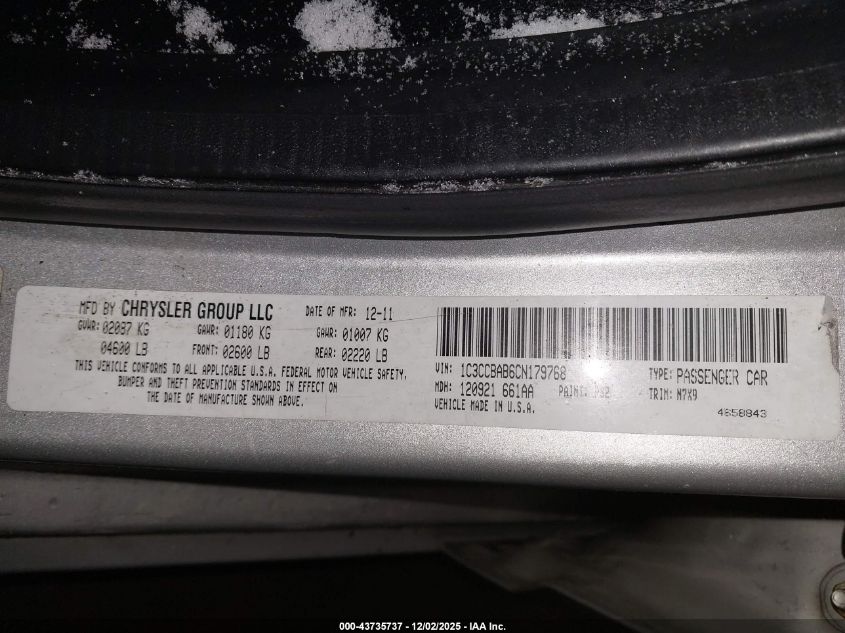 MFD BY CHRYSLER GROUP LLC DATE OF MFR: 12-11
GVWR: 02087 KG GAWR: 01180 KG GAWR: 01007 KG
04600 LB FRONT: 02600 LB REAR: 02220 LB
THIS VEHICLE CONFORMS TO ALL APPLICABLE U.S.A. FEDERAL MOTOR VEHICLE SAFETY,
BUMPER AND THEFT PREVENTION STANDARDS IN EFFECT ON
THE DATE OF MANUFACTURE SHOWN ABOVE.
VIN: 1C3CCBAB6CN179768 TYPE: PASSENGER CAR
MDH: 120921 661AA PAINT: TRIM: N7X9
VEHICLE MADE IN U.S.A. 4658843
000-43735737 - 12/02/2025 - IAA Inc.